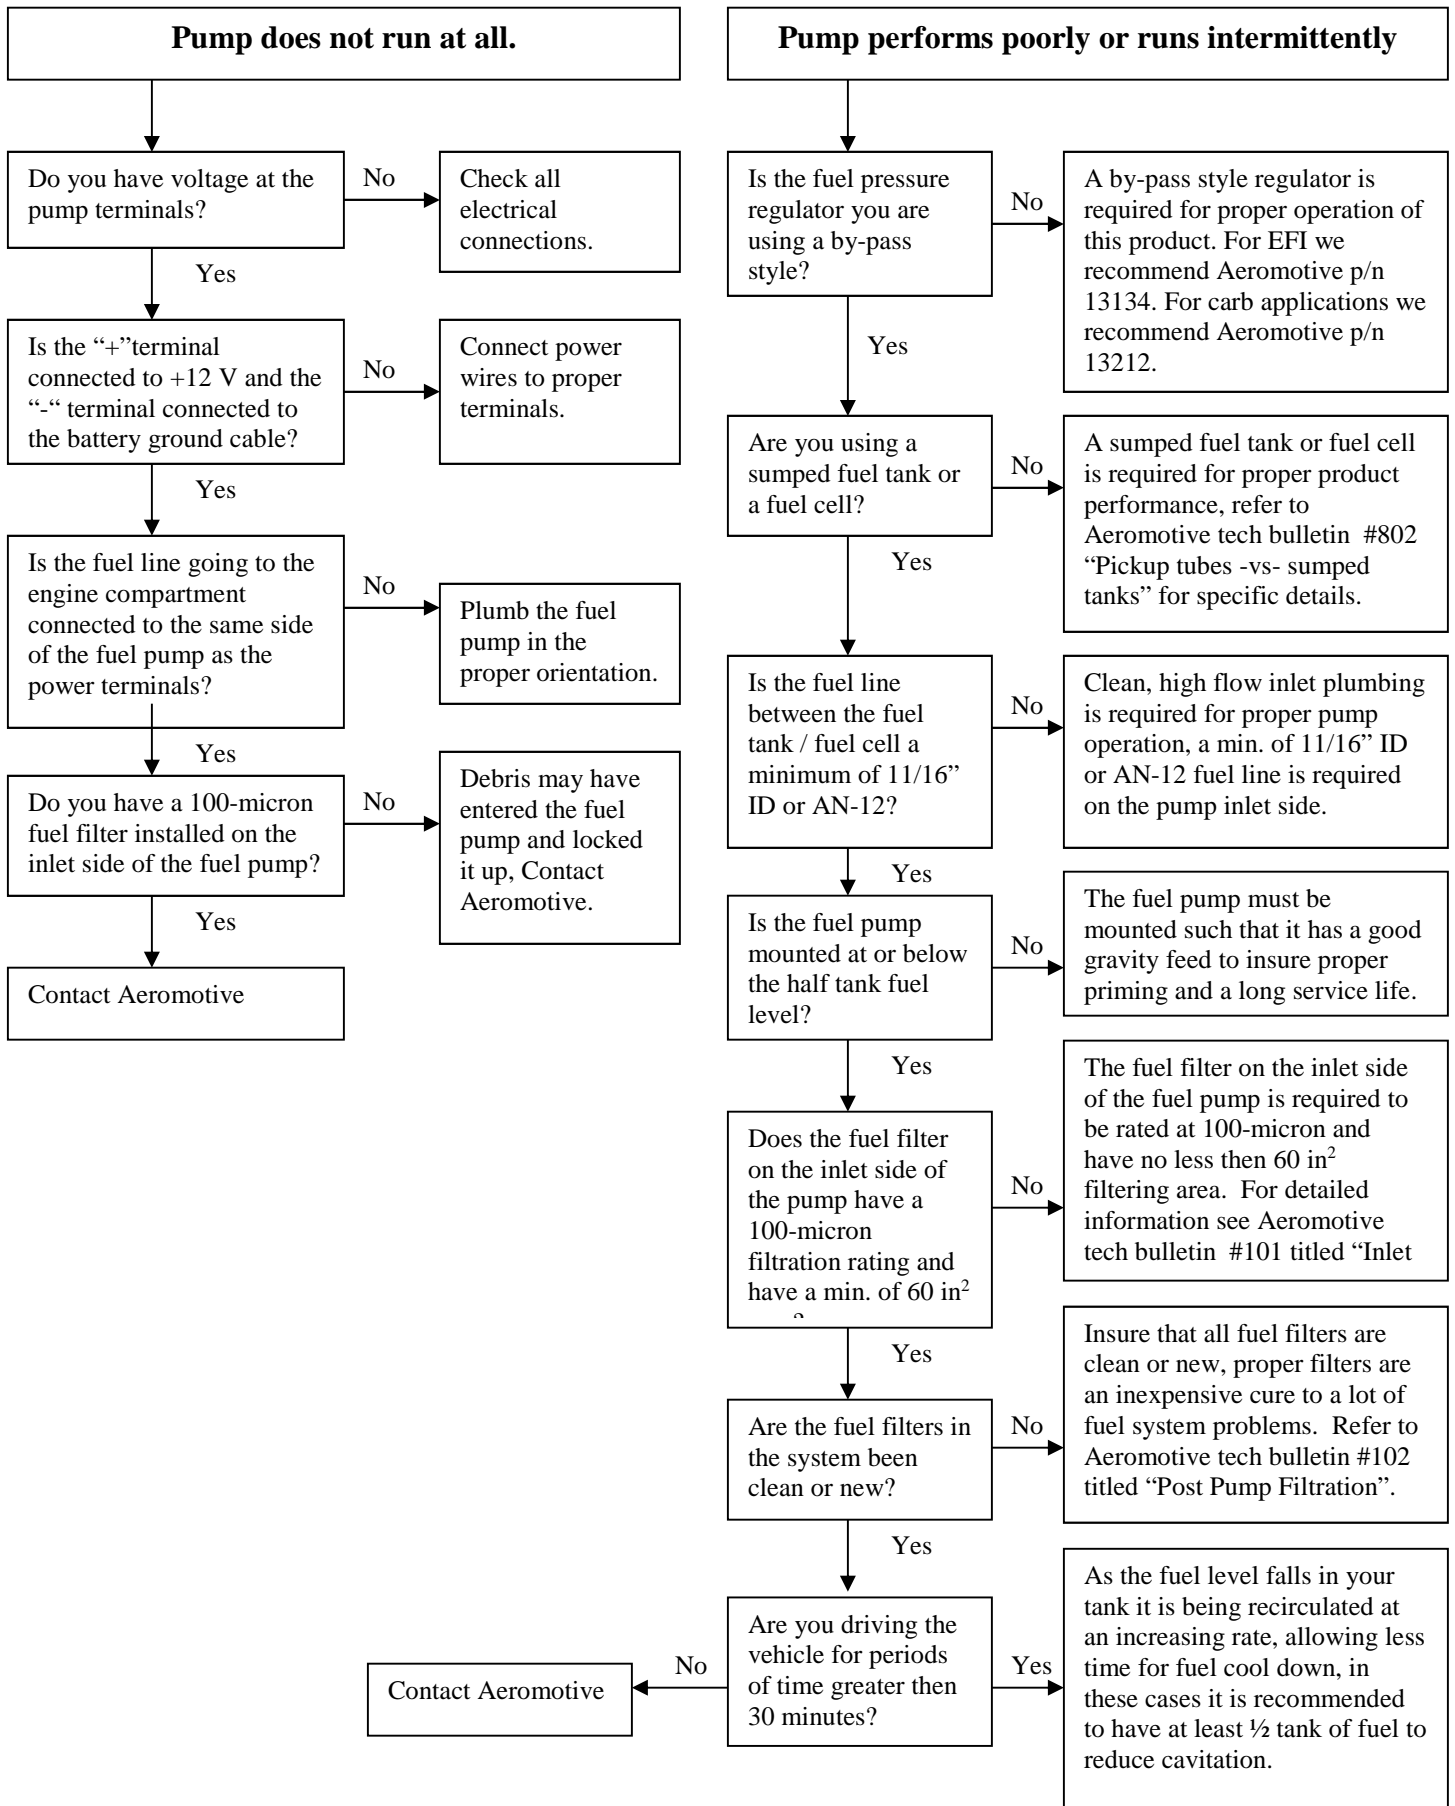 Pump does not run at all.
Do you have voltage at the
pump terminals?
No
Check all
electrical
connections.
Yes
Is the “+”terminal
connected to +12 V and the
“-“ terminal connected to
the battery ground cable?
No
Connect power
wires to proper
terminals.
Yes
Is the fuel line going to the
engine compartment
connected to the same side
of the fuel pump as the
power terminals?
No
Plumb the fuel
pump in the
proper orientation.
Yes
Do you have a 100-micron
fuel filter installed on the
inlet side of the fuel pump?
No
Debris may have
entered the fuel
pump and locked
it up, Contact
Aeromotive.
Yes
Contact Aeromotive
Pump performs poorly or runs intermittently
Is the fuel pressure
regulator you are
using a by-pass
style?
No
A by-pass style regulator is
required for proper operation of
this product. For EFI we
recommend Aeromotive p/n
13134. For carb applications we
recommend Aeromotive p/n
13212.
Yes
Are you using a
sumped fuel tank or
a fuel cell?
No
A sumped fuel tank or fuel cell
is required for proper product
performance, refer to
Aeromotive tech bulletin  #802
“Pickup tubes -vs- sumped
tanks” for specific details.
Yes
Is the fuel line
between the fuel
tank / fuel cell a
minimum of 11/16”
ID or AN-12?
No
Clean, high flow inlet plumbing
is required for proper pump
operation, a min. of 11/16” ID
or AN-12 fuel line is required
on the pump inlet side.
Yes
Is the fuel pump
mounted at or below
the half tank fuel
level?
No
The fuel pump must be
mounted such that it has a good
gravity feed to insure proper
priming and a long service life.
Yes
Does the fuel filter
on the inlet side of
the pump have a
100-micron
filtration rating and
have a min. of 60 in²
No
The fuel filter on the inlet side
of the fuel pump is required to
be rated at 100-micron and
have no less then 60 in²
filtering area.  For detailed
information see Aeromotive
tech bulletin  #101 titled “Inlet
Yes
Are the fuel filters in
the system been
clean or new?
No
Insure that all fuel filters are
clean or new, proper filters are
an inexpensive cure to a lot of
fuel system problems.  Refer to
Aeromotive tech bulletin #102
titled “Post Pump Filtration”.
Yes
Are you driving the
vehicle for periods
of time greater then
30 minutes?
No
Contact Aeromotive
Yes
As the fuel level falls in your
tank it is being recirculated at
an increasing rate, allowing less
time for fuel cool down, in
these cases it is recommended
to have at least ½ tank of fuel to
reduce cavitation.